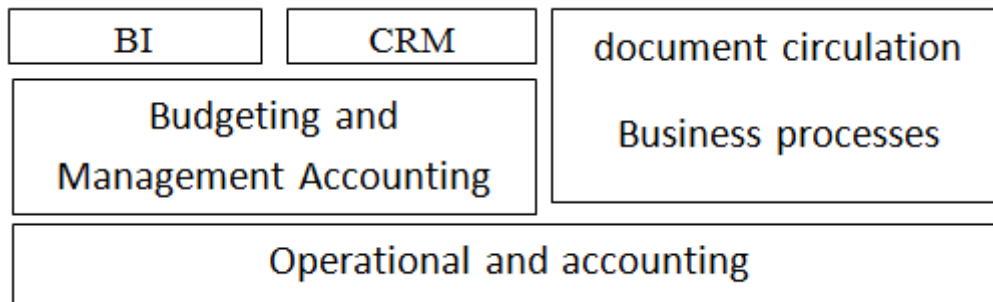 BI
CRM
document circulation
Business processes
Budgeting and
Management Accounting
Operational and accounting